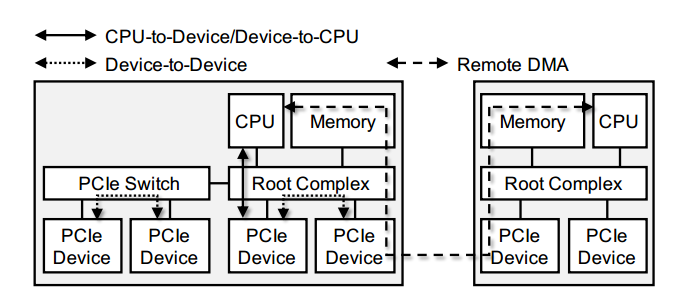 CPU-to-Device/Device-to-CPU
Device-to-Device
Remote DMA
CPU
Memory
PCIe Switch
Root Complex
PCIe
Device
PCIe
Device
PCIe
Device
PCIe
Device
Memory
CPU
Root Complex
PCIe
Device
PCIe
Device